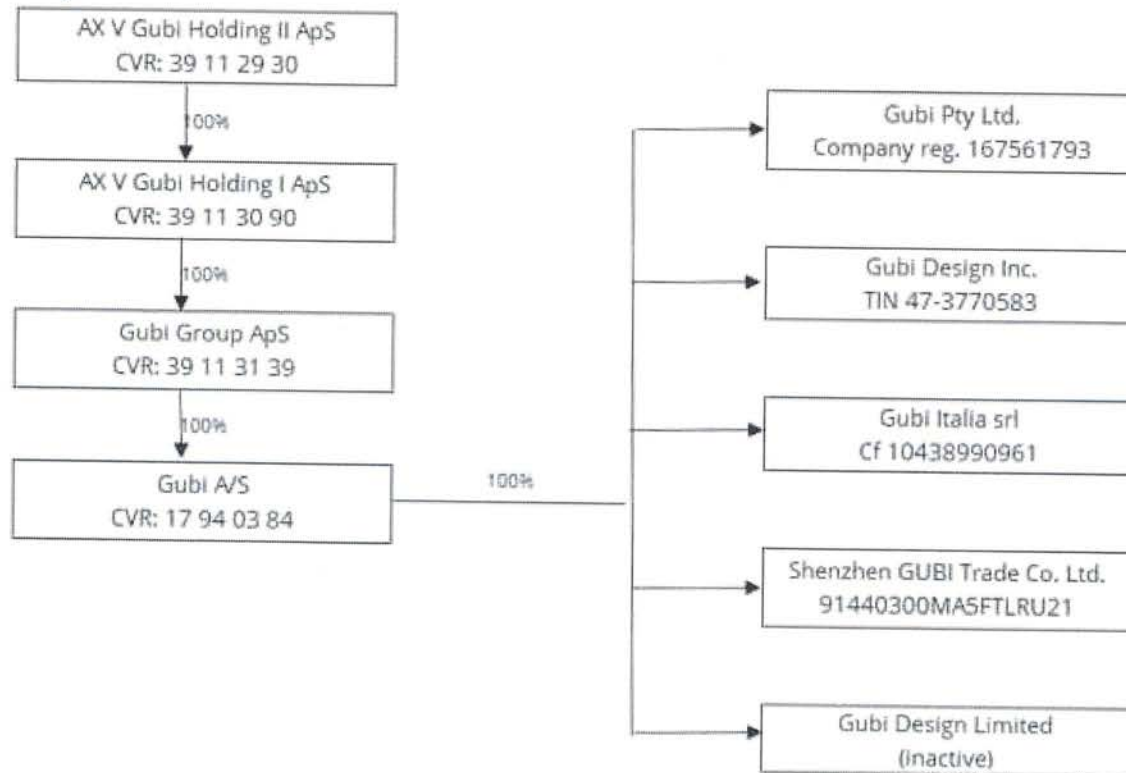 AX V Gubi Holding II ApS
CVR: 39 11 29 30
100%
AX V Gubi Holding I ApS
CVR: 39 11 30 90
100%
Gubi Group ApS
CVR: 39 11 31 39
100%
Gubi A/S
CVR: 17 94 03 84
100%
Gubi Pty Ltd.
Company reg. 167561793
Gubi Design Inc.
TIN 47-3770583
Gubi Italia srl
Cf 10438990961
Shenzhen GUBI Trade Co. Ltd.
91440300MA5FTLRU21
Gubi Design Limited
(inactive)